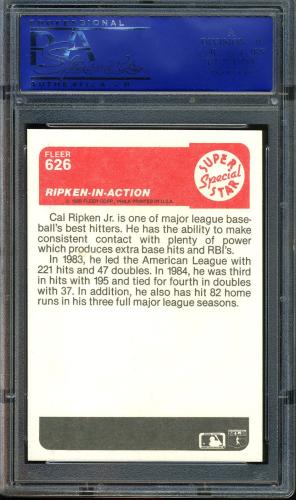 PROFESSIONAL
PSA
AUTHENTICATOR
A
DIVISION OF
FLEER
626
SUPER
Special
STAR
RIPKEN-IN-ACTION
© 1985 FLEER CORP., PHILA. PRINTED IN U.S.A.
Cal Ripken Jr. is one of major league base-
ball's best hitters. He has the ability to make
consistent contact with plenty of power
which produces extra base hits and RBI's.
In 1983, he led the American League with
221 hits and 47 doubles. In 1984, he was third
in hits with 195 and tied for fourth in doubles
with 37. In addition, he also has hit 82 home
runs in his three full major league seasons.